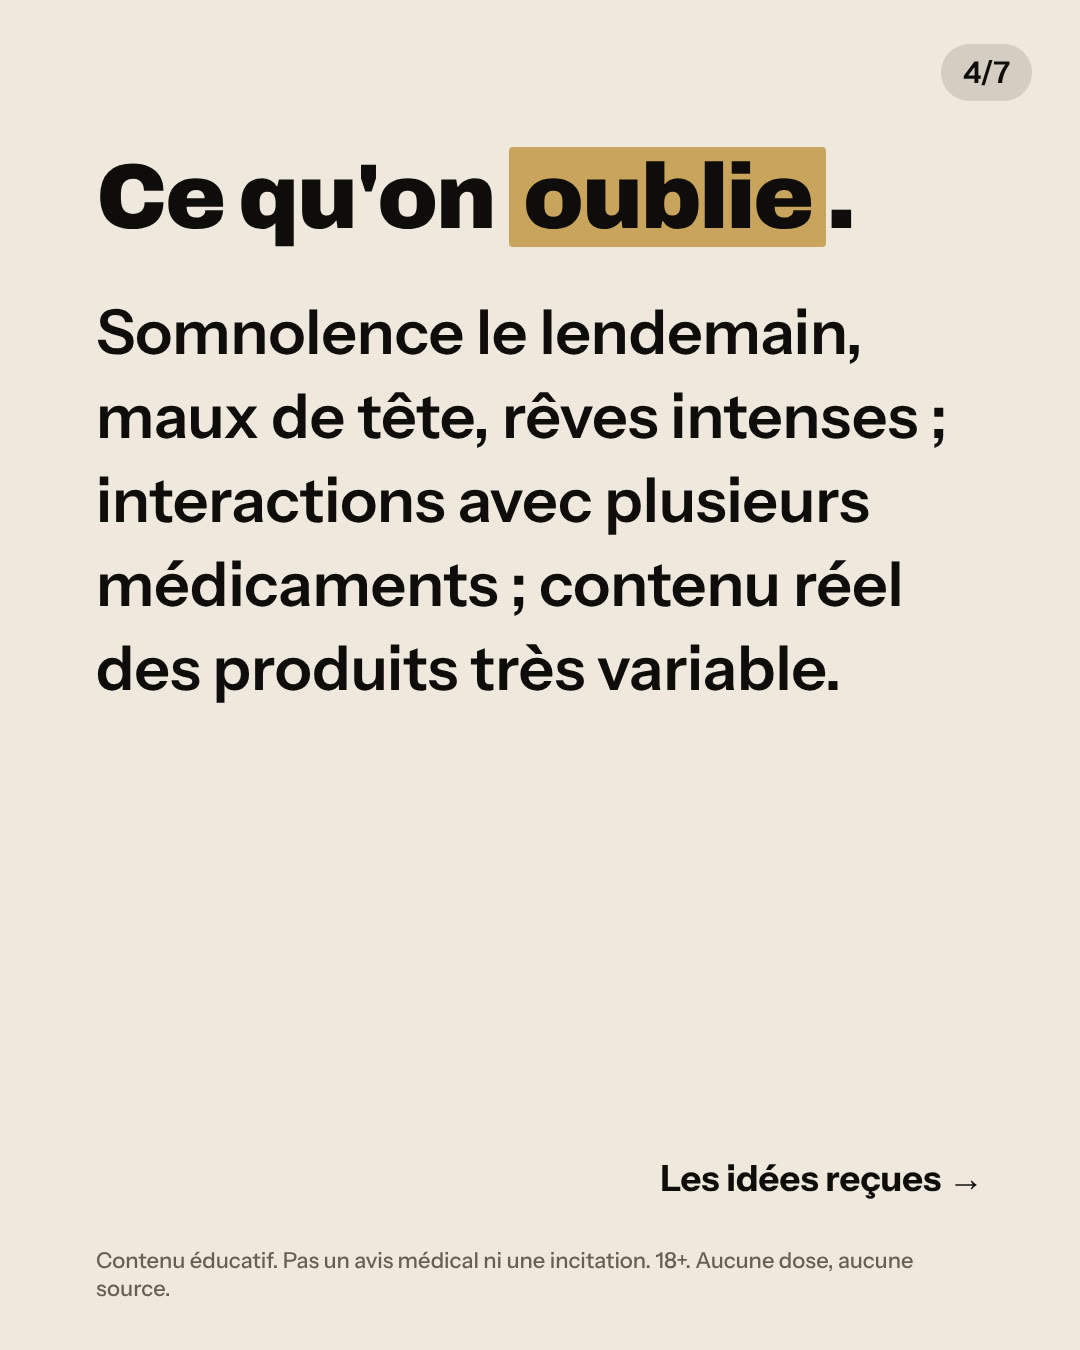 4/7
Ce qu'on oublie.
Somnolence le lendemain,
maux de tête, rêves intenses ;
interactions avec plusieurs
médicaments ; contenu réel
des produits très variable.
Les idées reçues →
Contenu éducatif. Pas un avis médical ni une incitation. 18+. Aucune dose, aucune
source.